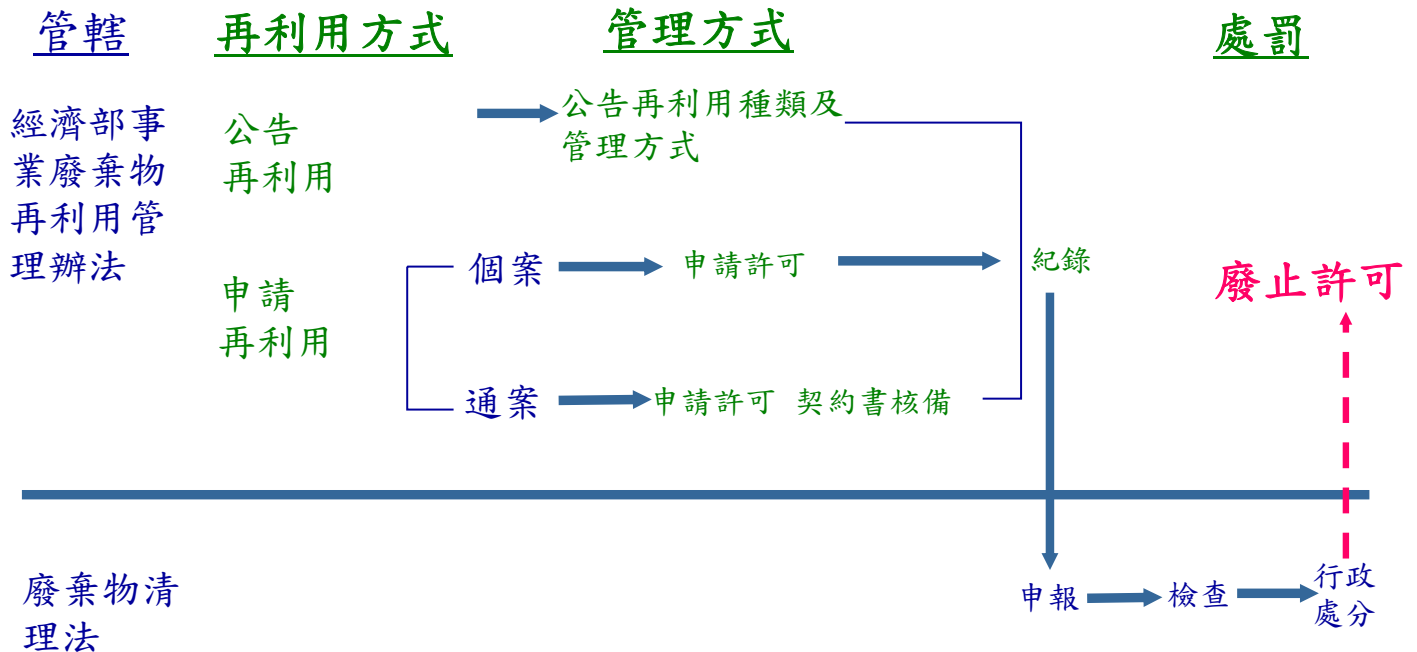 管轄
再利用方式
管理方式
處罰
經濟部事
業廢棄物
再利用管
理辦法
公告
再利用
公告再利用種類及
管理方式
申請
再利用
個案
申請許可
紀錄
廢止許可
通案
申請許可 契約書核備
廢棄物清
理法
申報
檢查
行政
處分